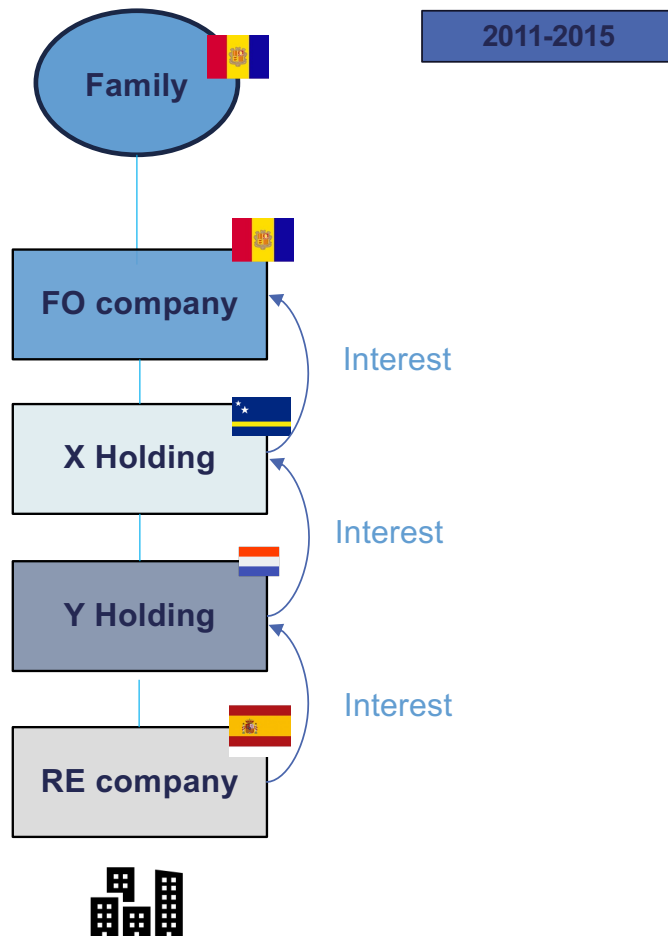 Family
2011-2015
FO company
Interest
X Holding
Interest
Y Holding
Interest
RE company